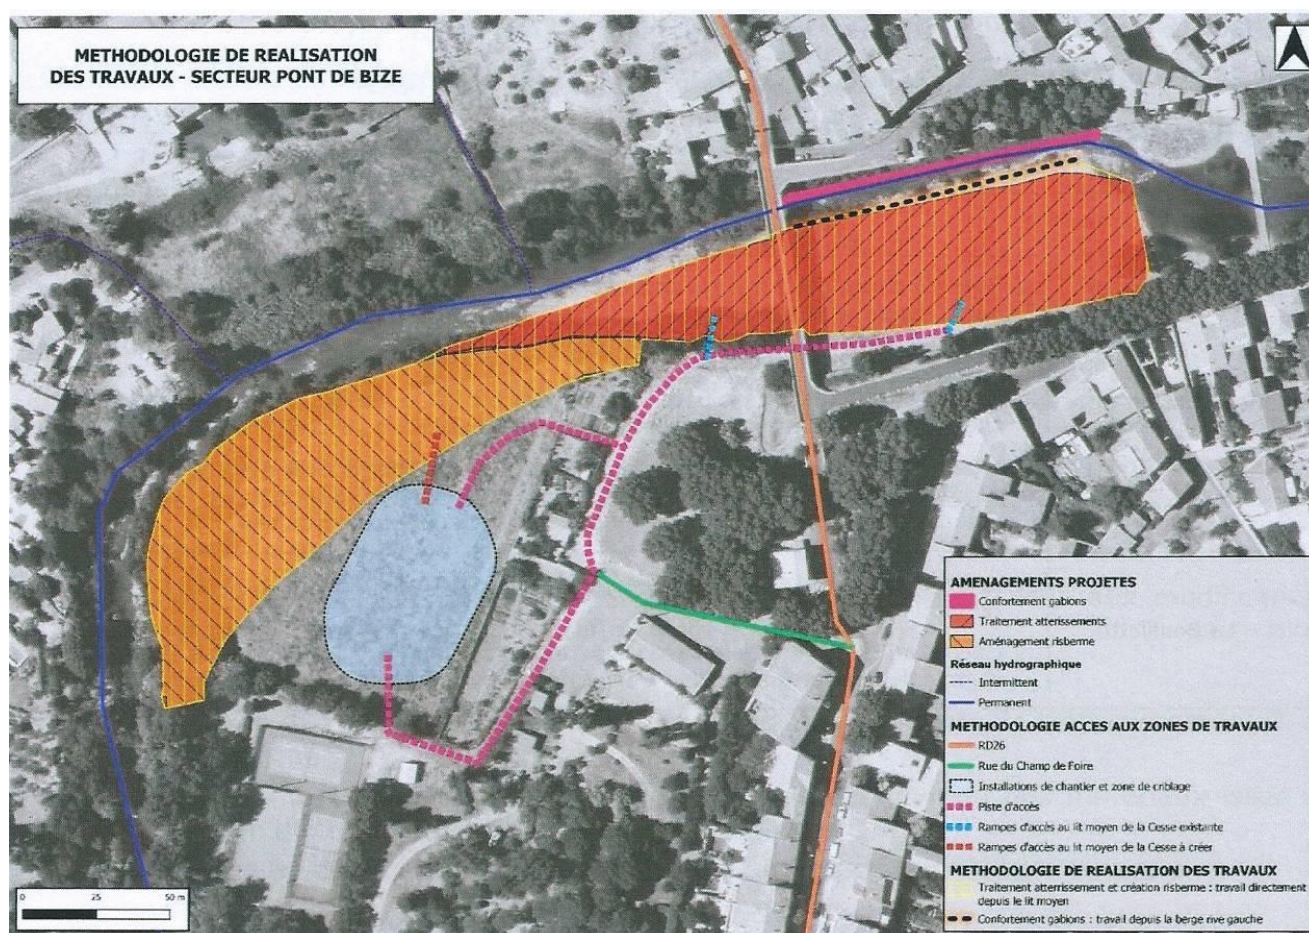 METHODOLOGIE DE REALISATION
DES TRAVAUX - SECTEUR PONT DE BIZE
AMENAGEMENTS PROJETES
Confortement gabions
Traitement atterissements
Aménagement risberme
Réseau hydrographique
Intermittent
Permanent
METHODOLOGIE ACCES AUX ZONES DE TRAVAUX
RD26
Rue du Champ de Foire
Installations de chantier et zone de criblage
Piste d'accès
Rampes d'accès au lit moyen de la Cesse existante
Rampes d'accès au lit moyen de la Cesse à créer
METHODOLOGIE DE REALISATION DES TRAVAUX
Traitement atterrissement et création risberme : travail directement
depuis le lit moyen
Confortement gabions : travail depuis la berge rive gauche
0 25 50 m